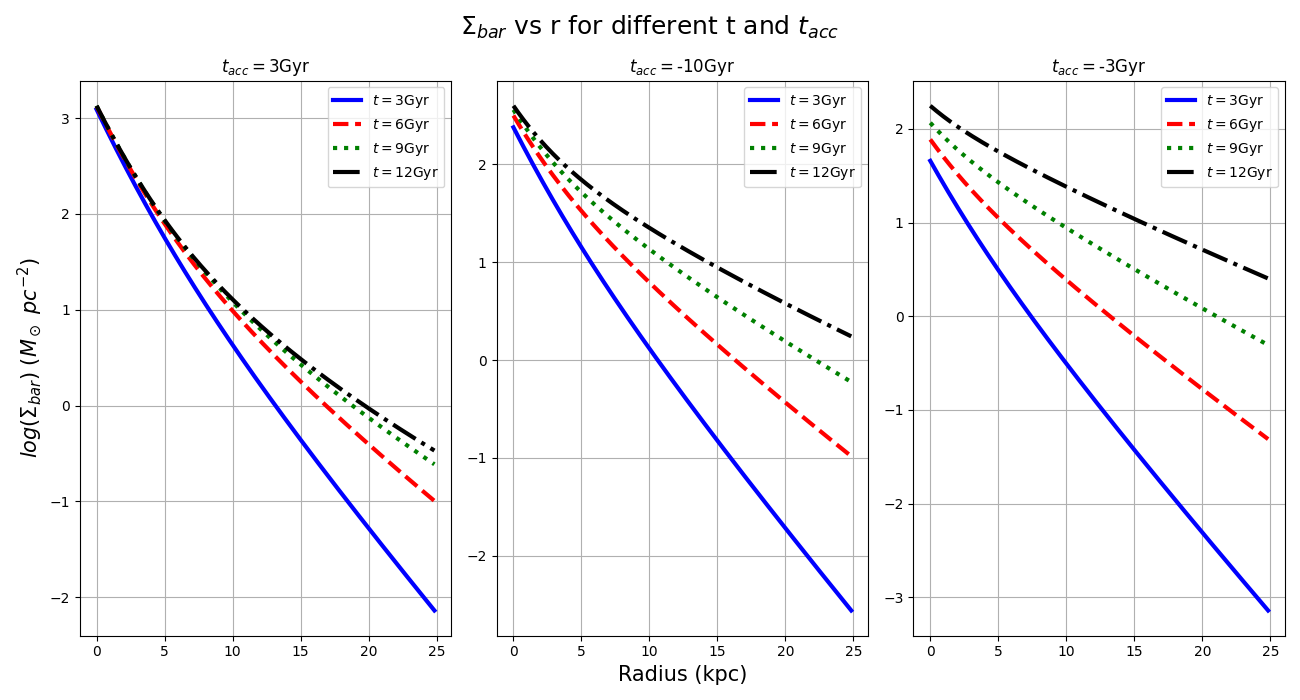 Σbar vs r for different t and tacc
tacc = 3Gyr
t = 3Gyr
t = 6Gyr
t = 9Gyr
t = 12Gyr
3
2
1
0
−1
−2
0 5 10 15 20 25
log(Σbar) (M⊙ pc−2)
tacc = -10Gyr
t = 3Gyr
t = 6Gyr
t = 9Gyr
t = 12Gyr
2
1
0
−1
−2
0 5 10 15 20 25
Radius (kpc)
tacc = -3Gyr
t = 3Gyr
t = 6Gyr
t = 9Gyr
t = 12Gyr
2
1
0
−1
−2
−3
0 5 10 15 20 25